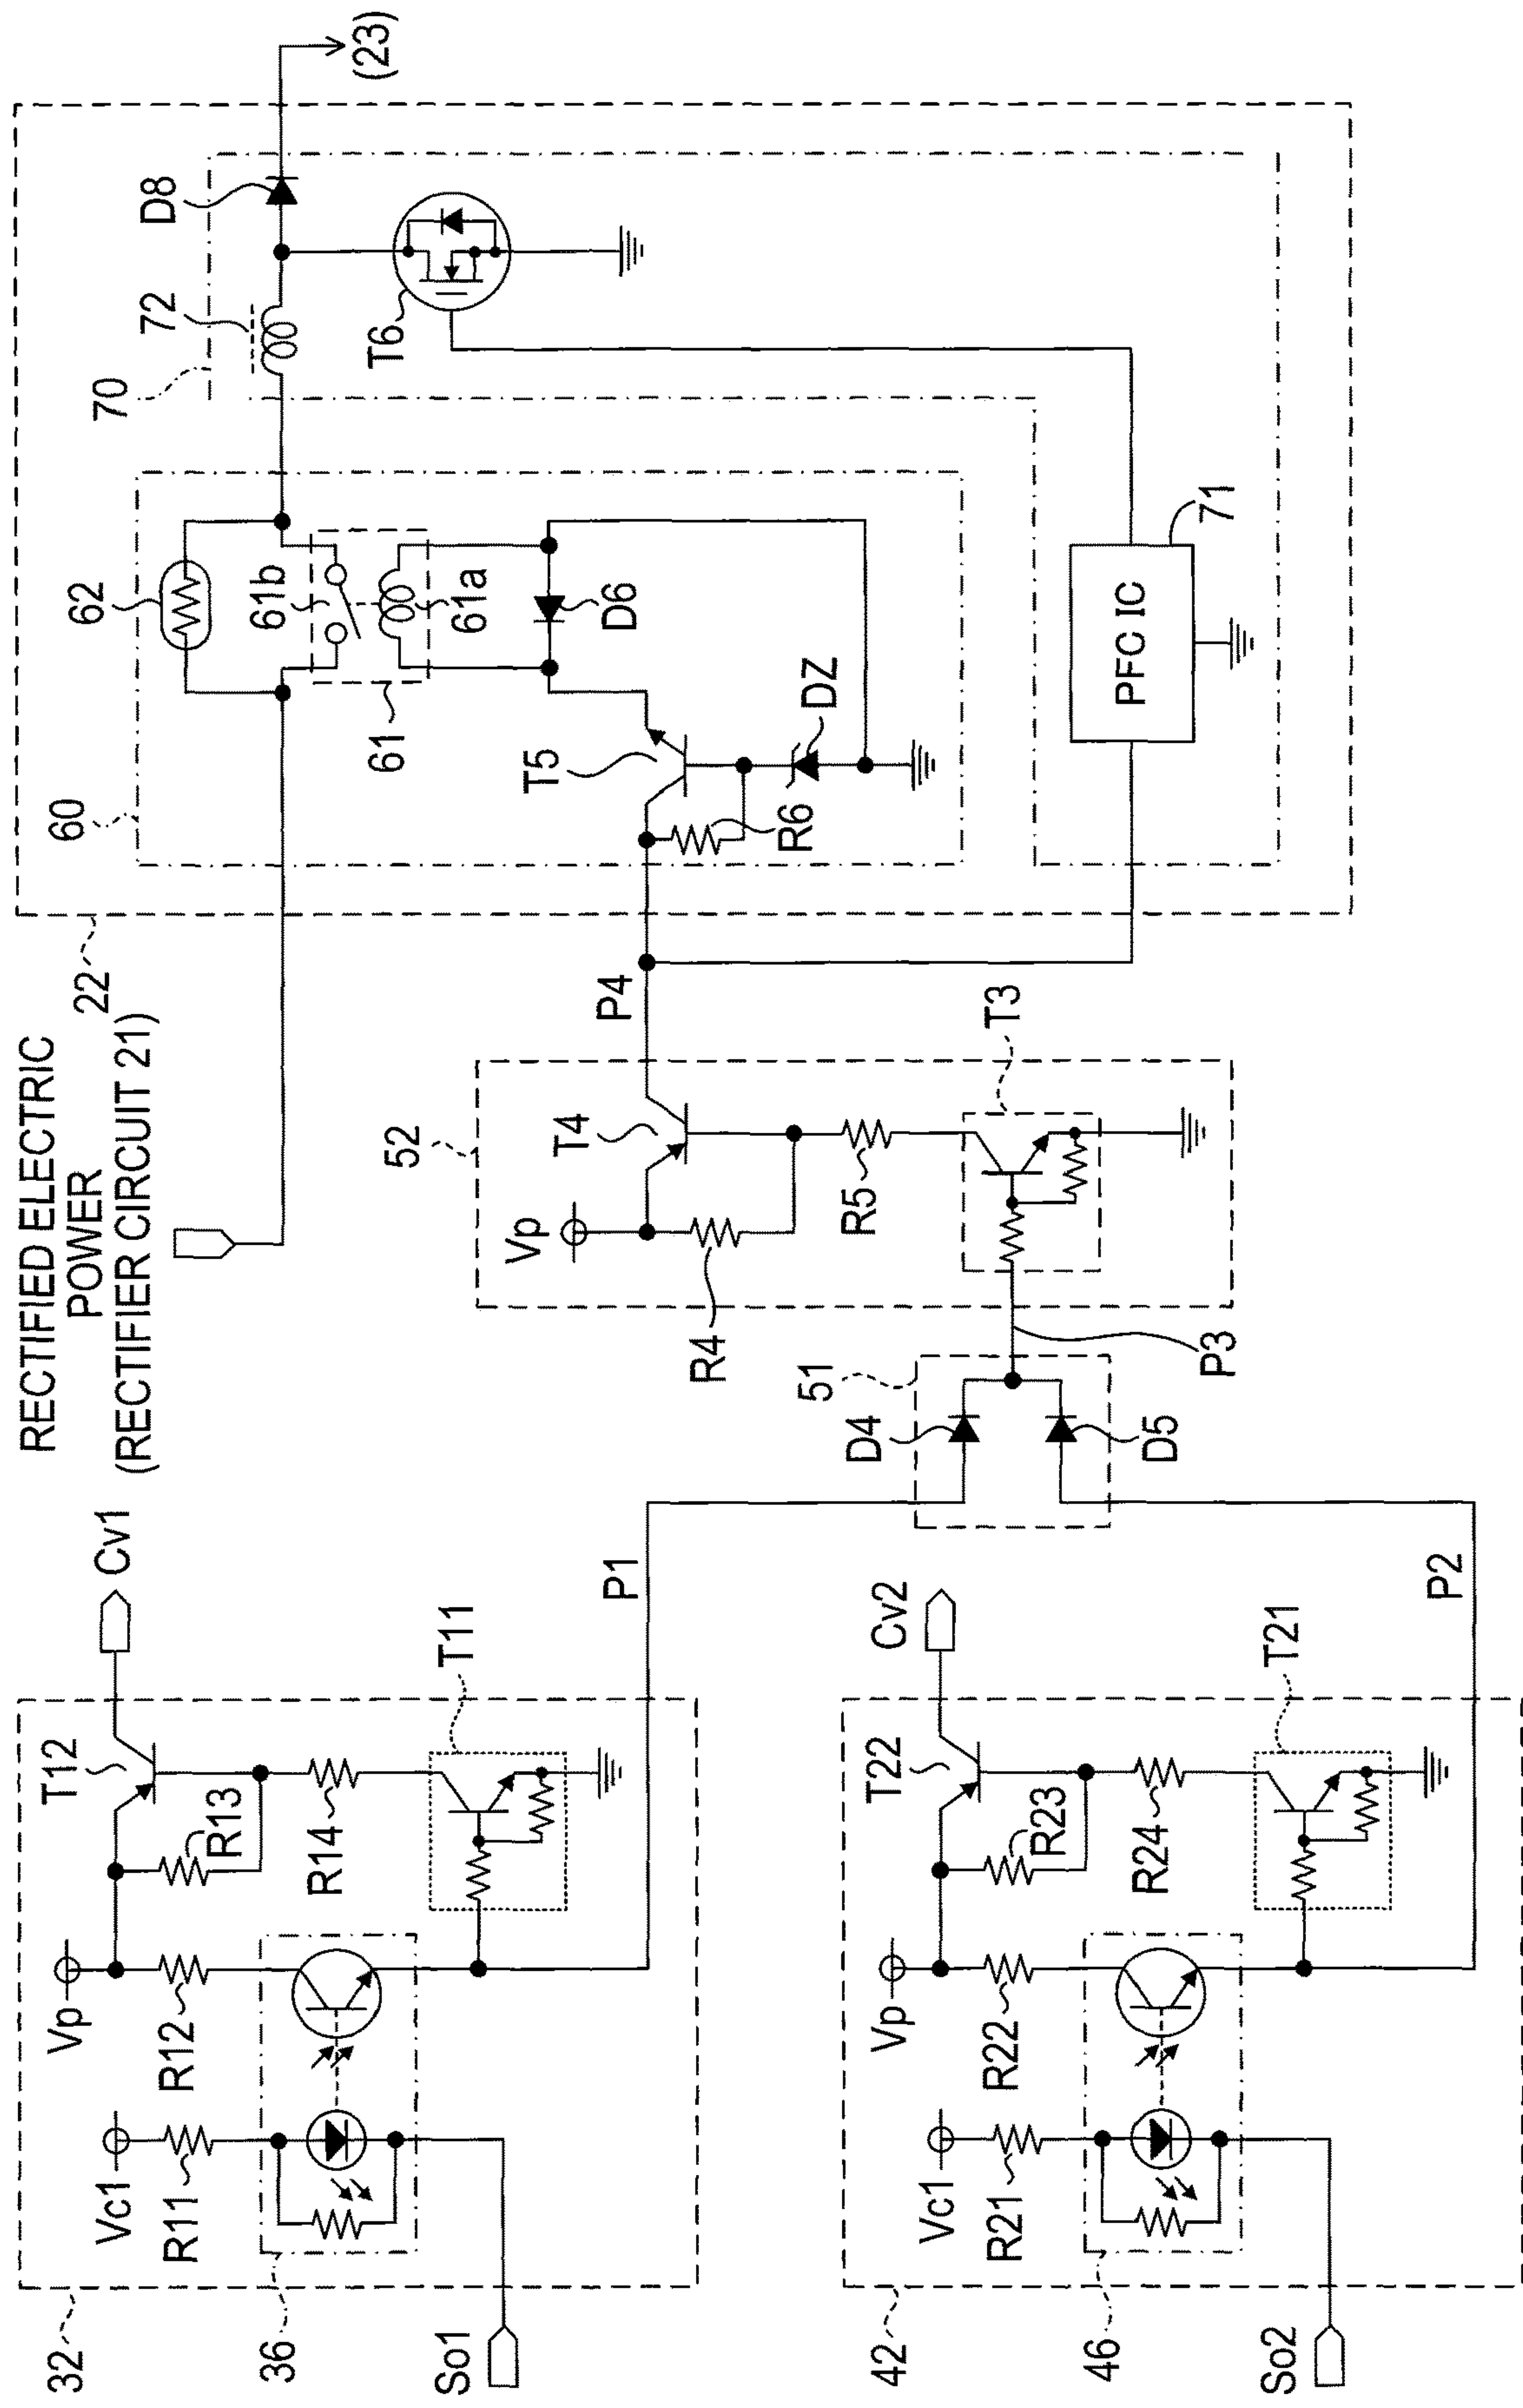 RECTIFIED ELECTRIC
POWER
(RECTIFIER CIRCUIT 21)
22
60
62
61b
61
61a
D6
T5
R6
DZ
70
72
D8
(23)
T6
PFC IC
71
P4
52
Vp
T4
R4
R5
T3
P3
51
D4
D5
32
Vc1
R11
Vp
R12
36
So1
T12
R13
R14
T11
Cv1
P1
42
Vc1
R21
Vp
R22
46
So2
T22
R23
R24
T21
Cv2
P2